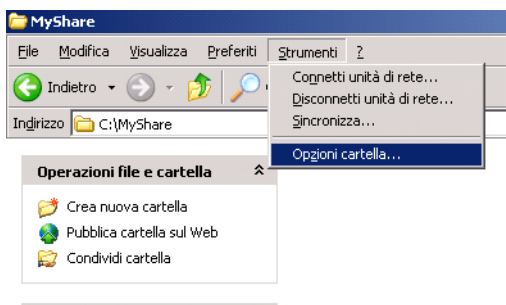 MyShare
File Modifica Visualizza Preferiti Strumenti ?
Indietro
Connetti unità di rete...
Disconnetti unità di rete...
Sincronizza...
Opzioni cartella...
Indirizzo C:\MyShare
Operazioni file e cartella
Crea nuova cartella
Pubblica cartella sul Web
Condividi cartella